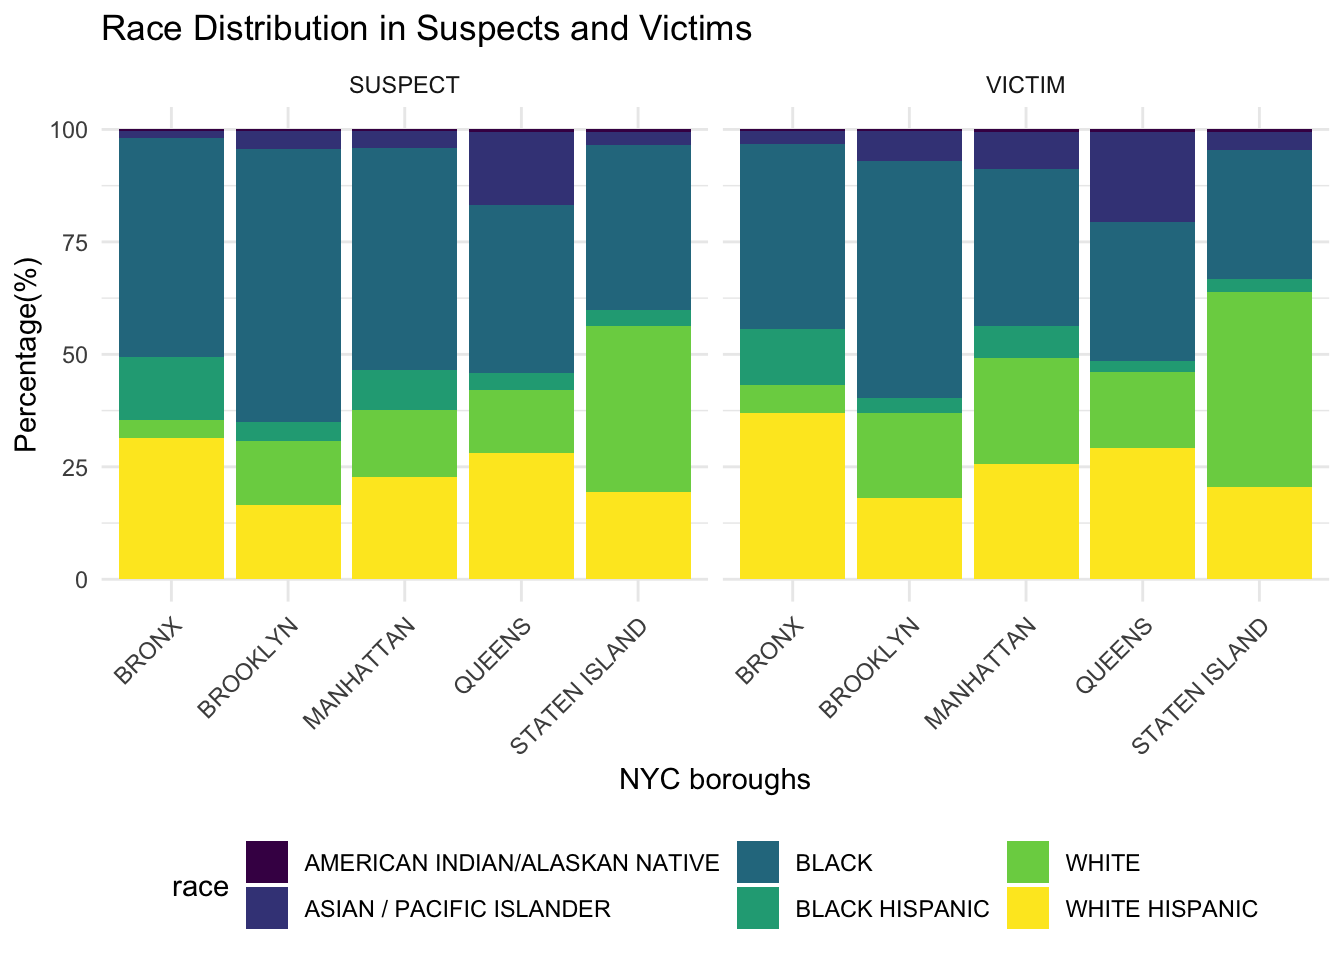 Race Distribution in Suspects and Victims
SUSPECT
VICTIM
Percentage(%)
100
75
50
25
0
BRONX
BROOKLYN
MANHATTAN
QUEENS
STATEN ISLAND
BRONX
BROOKLYN
MANHATTAN
QUEENS
STATEN ISLAND
NYC boroughs
race
AMERICAN INDIAN/ALASKAN NATIVE
ASIAN / PACIFIC ISLANDER
BLACK
BLACK HISPANIC
WHITE
WHITE HISPANIC